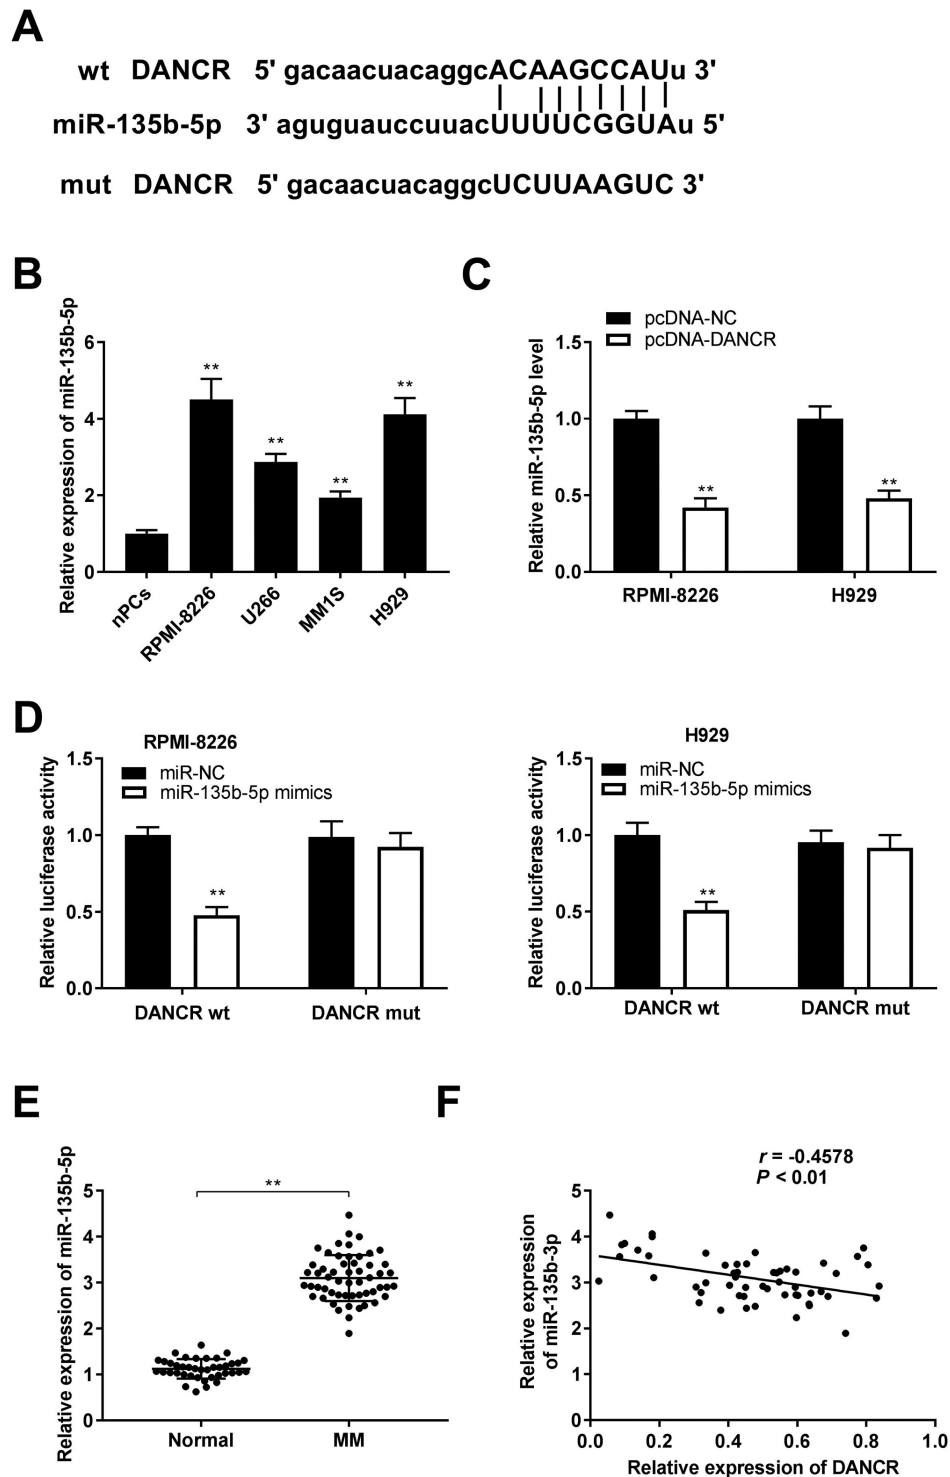 A
wt DANCR 5' gacaacuacaggcACAAGCCAUu 3'
miR-135b-5p 3' aguguauccuuacUUUUCGGUAu 5'
mut DANCR 5' gacaacuacaggcUCUUAAGUC 3'
B
Relative expression of miR-135b-5p
6
4
2
0
**
**
**
**
nPCs
RPMI-8226
U266
MM1S
H929
C
pcDNA-NC
pcDNA-DANCR
Relative miR-135b-5p level
1.5
1.0
0.5
0.0
**
**
RPMI-8226
H929
D
RPMI-8226
miR-NC
miR-135b-5p mimics
Relative luciferase activity
1.5
1.0
0.5
0.0
**
DANCR wt
DANCR mut
H929
miR-NC
miR-135b-5p mimics
Relative luciferase activity
1.5
1.0
0.5
0.0
**
DANCR wt
DANCR mut
E
Relative expression of miR-135b-5p
5
4
3
2
1
0
**
Normal
MM
F
r = -0.4578
P < 0.01
Relative expression
of miR-135b-3p
5
4
3
2
1
0
0.0
0.2
0.4
0.6
0.8
1.0
Relative expression of DANCR